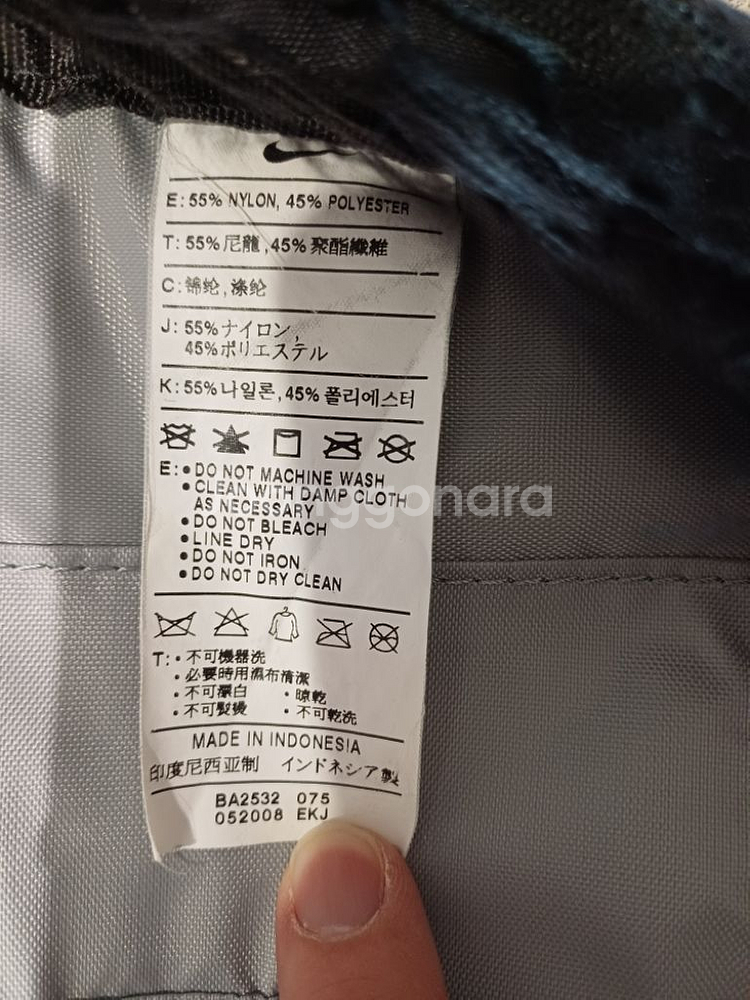 E: 55% NYLON, 45% POLYESTER
T: 55%尼龍,45%聚酯纖維
C: 锦纶,涤纶
J: 55%ナイロン,
45%ポリエステル
K: 55%나일론,45%폴리에스터
E: •DO NOT MACHINE WASH
•CLEAN WITH DAMP CLOTH
AS NECESSARY
•DO NOT BLEACH
•LINE DRY
•DO NOT IRON
•DO NOT DRY CLEAN
T: •不可機器洗
•必要時用濕布清潔
•不可漂白 •晾乾
•不可熨燙 •不可乾洗
MADE IN INDONESIA
印度尼西亚制 インドネシア製
BA2532 075
052008 EKJ